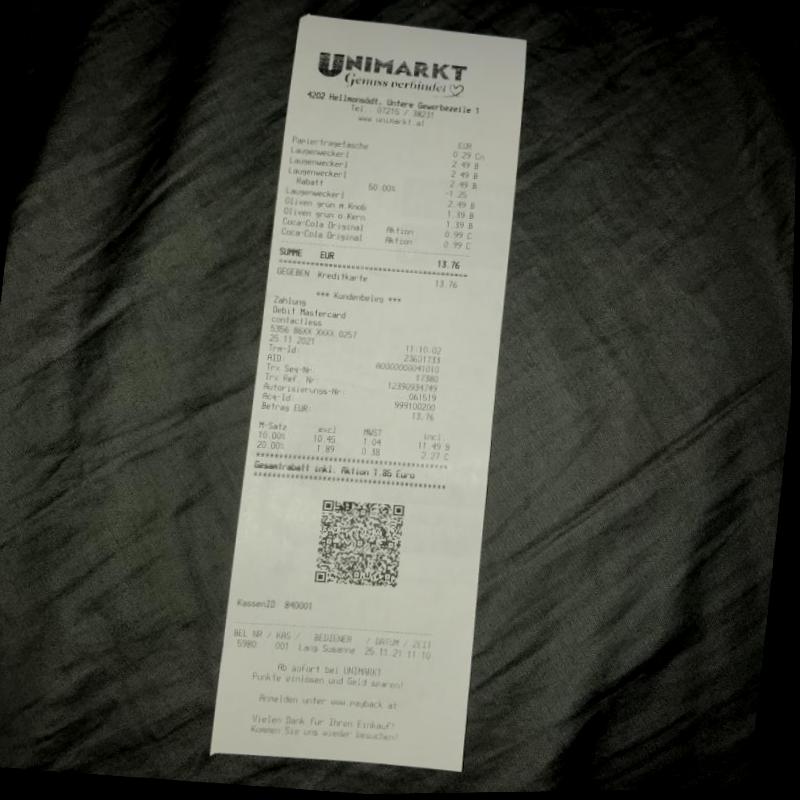 UNIMARKT
Genuss verbindet
4202 Hellmonsödt, Untere Gewerbezeile 1
Tel.: 07215 / 38231
www.unimarkt.at
EUR
Papiertragetasche 0.29 Cn
Laugenweckerl 2.49 B
Laugenweckerl 2.49 B
Laugenweckerl 2.49 B
Rabatt 50.00% -1.25
Laugenweckerl 2.49 B
Oliven grün m.Knob 1.39 B
Oliven grün o.Kern 1.39 B
Coca-Cola Original Aktion 0.99 C
Coca-Cola Original Aktion 0.99 C
SUMME EUR 13.76
GEGEBEN Kreditkarte 13.76
*** Kundenbeleg ***
Zahlung
Debit Mastercard
contactless
5356 86XX XXXX 0257
25.11.2021 11:10:02
Trm-Id: 23601733
AID: A0000000041010
Trx Seq-Nr: 17380
Trx Ref. Nr: 12390934749
Autorisierungs-Nr: 061519
Acq-Id: 999100200
Betrag EUR: 13.76
M-Satz excl MWST incl.
10.00% 10.45 1.04 11.49 B
20.00% 1.89 0.38 2.27 C
Gesamtrabatt inkl. Aktion 1.85 Euro
KassenID 840001
BEL NR / KAS / BEDIENER / DATUM / ZEIT
5980 001 Lang Susanne 25.11.21 11:10
Ab sofort bei UNIMARKT
Punkte einlösen und Geld sparen!
Anmelden unter www.payback.at
Vielen Dank für Ihren Einkauf!
Kommen Sie uns wieder besuchen!